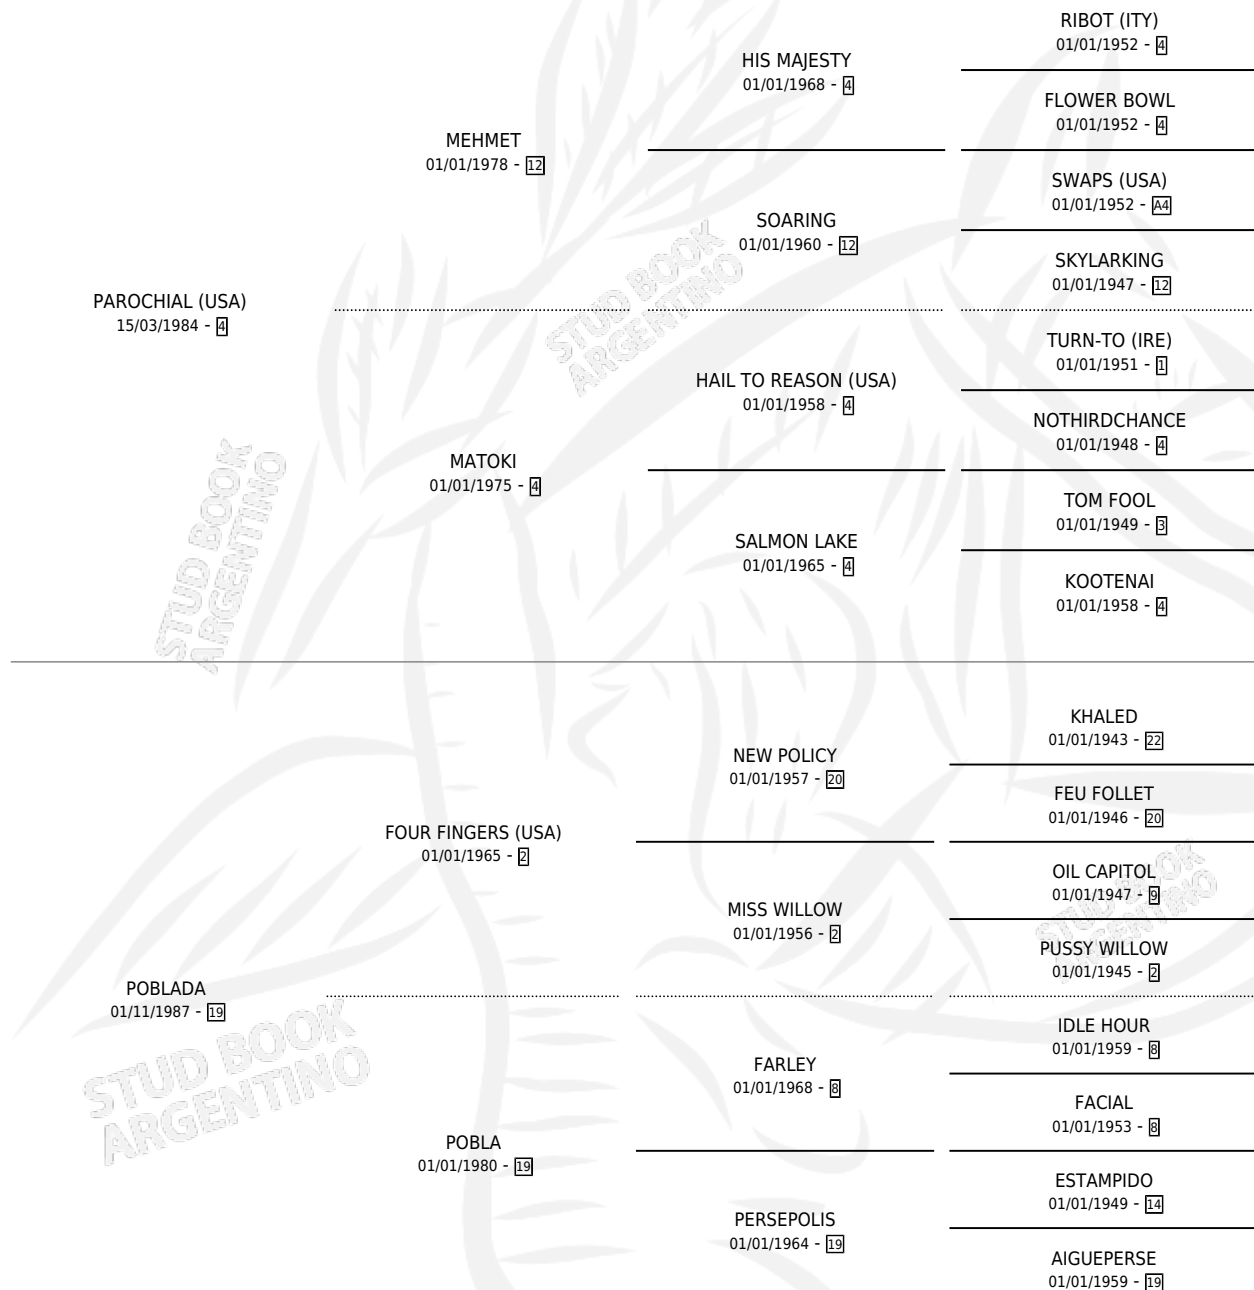 RIBOT (ITY)
01/01/1952 - 4
HIS MAJESTY
01/01/1968 - 4
FLOWER BOWL
01/01/1952 - 4
MEHMET
01/01/1978 - 12
SWAPS (USA)
01/01/1952 - A4
SOARING
01/01/1960 - 12
SKYLARKING
01/01/1947 - 12
PAROCHIAL (USA)
15/03/1984 - 4
TURN-TO (IRE)
01/01/1951 - 1
HAIL TO REASON (USA)
01/01/1958 - 4
NOTHIRDCHANCE
01/01/1948 - 4
MATOKI
01/01/1975 - 4
TOM FOOL
01/01/1949 - 3
SALMON LAKE
01/01/1965 - 4
KOOTENAI
01/01/1958 - 4
STUD BOOK
ARGENTINO
STUD BOOK
ARGENTINO
KHALED
01/01/1943 - 22
NEW POLICY
01/01/1957 - 20
FEU FOLLET
01/01/1946 - 20
FOUR FINGERS (USA)
01/01/1965 - 2
OIL CAPITOL
01/01/1947 - 9
MISS WILLOW
01/01/1956 - 2
PUSSY WILLOW
01/01/1945 - 2
POBLADA
01/11/1987 - 19
IDLE HOUR
01/01/1959 - 8
FARLEY
01/01/1968 - 8
FACIAL
01/01/1953 - 8
POBLA
01/01/1980 - 19
ESTAMPIDO
01/01/1949 - 14
PERSEPOLIS
01/01/1964 - 19
AIGUEPERSE
01/01/1959 - 19
STUD BOOK
ARGENTINO
STUD BOOK
ARGENTINO